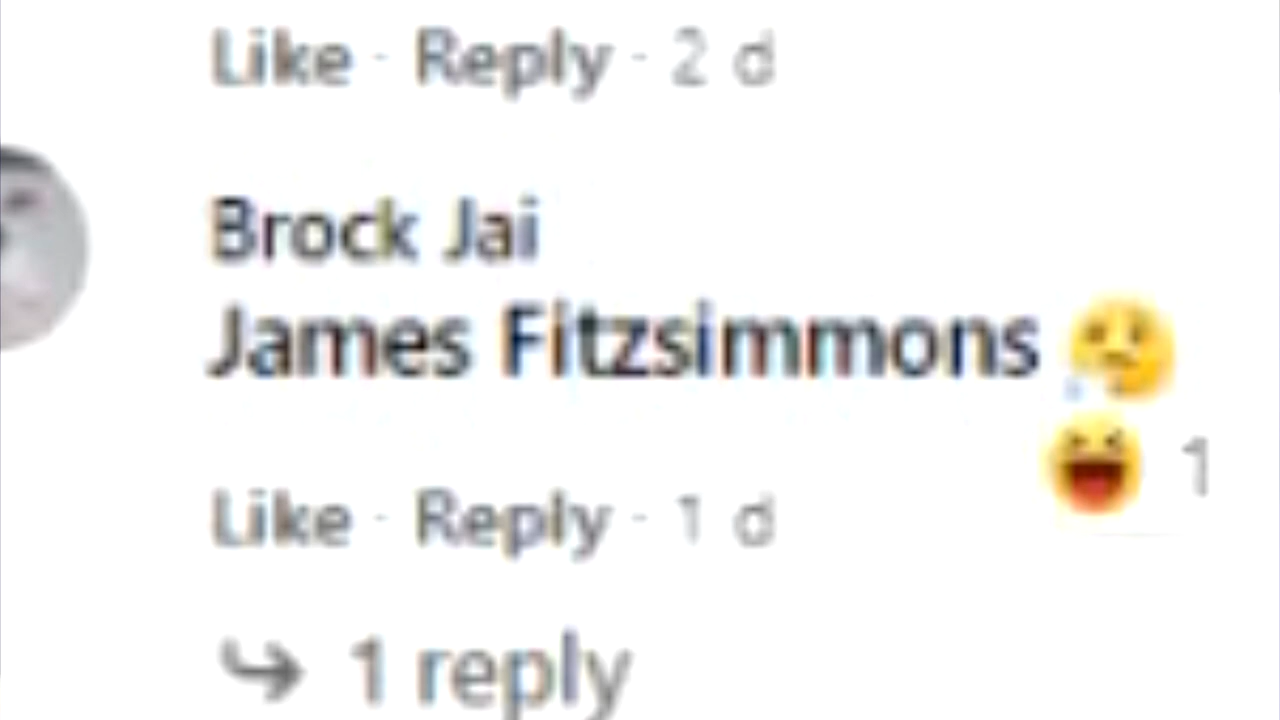 Like · Reply · 2 d
Brock Jai
James Fitzsimmons 🤔
😆 1
Like · Reply · 1 d
↪ 1 reply